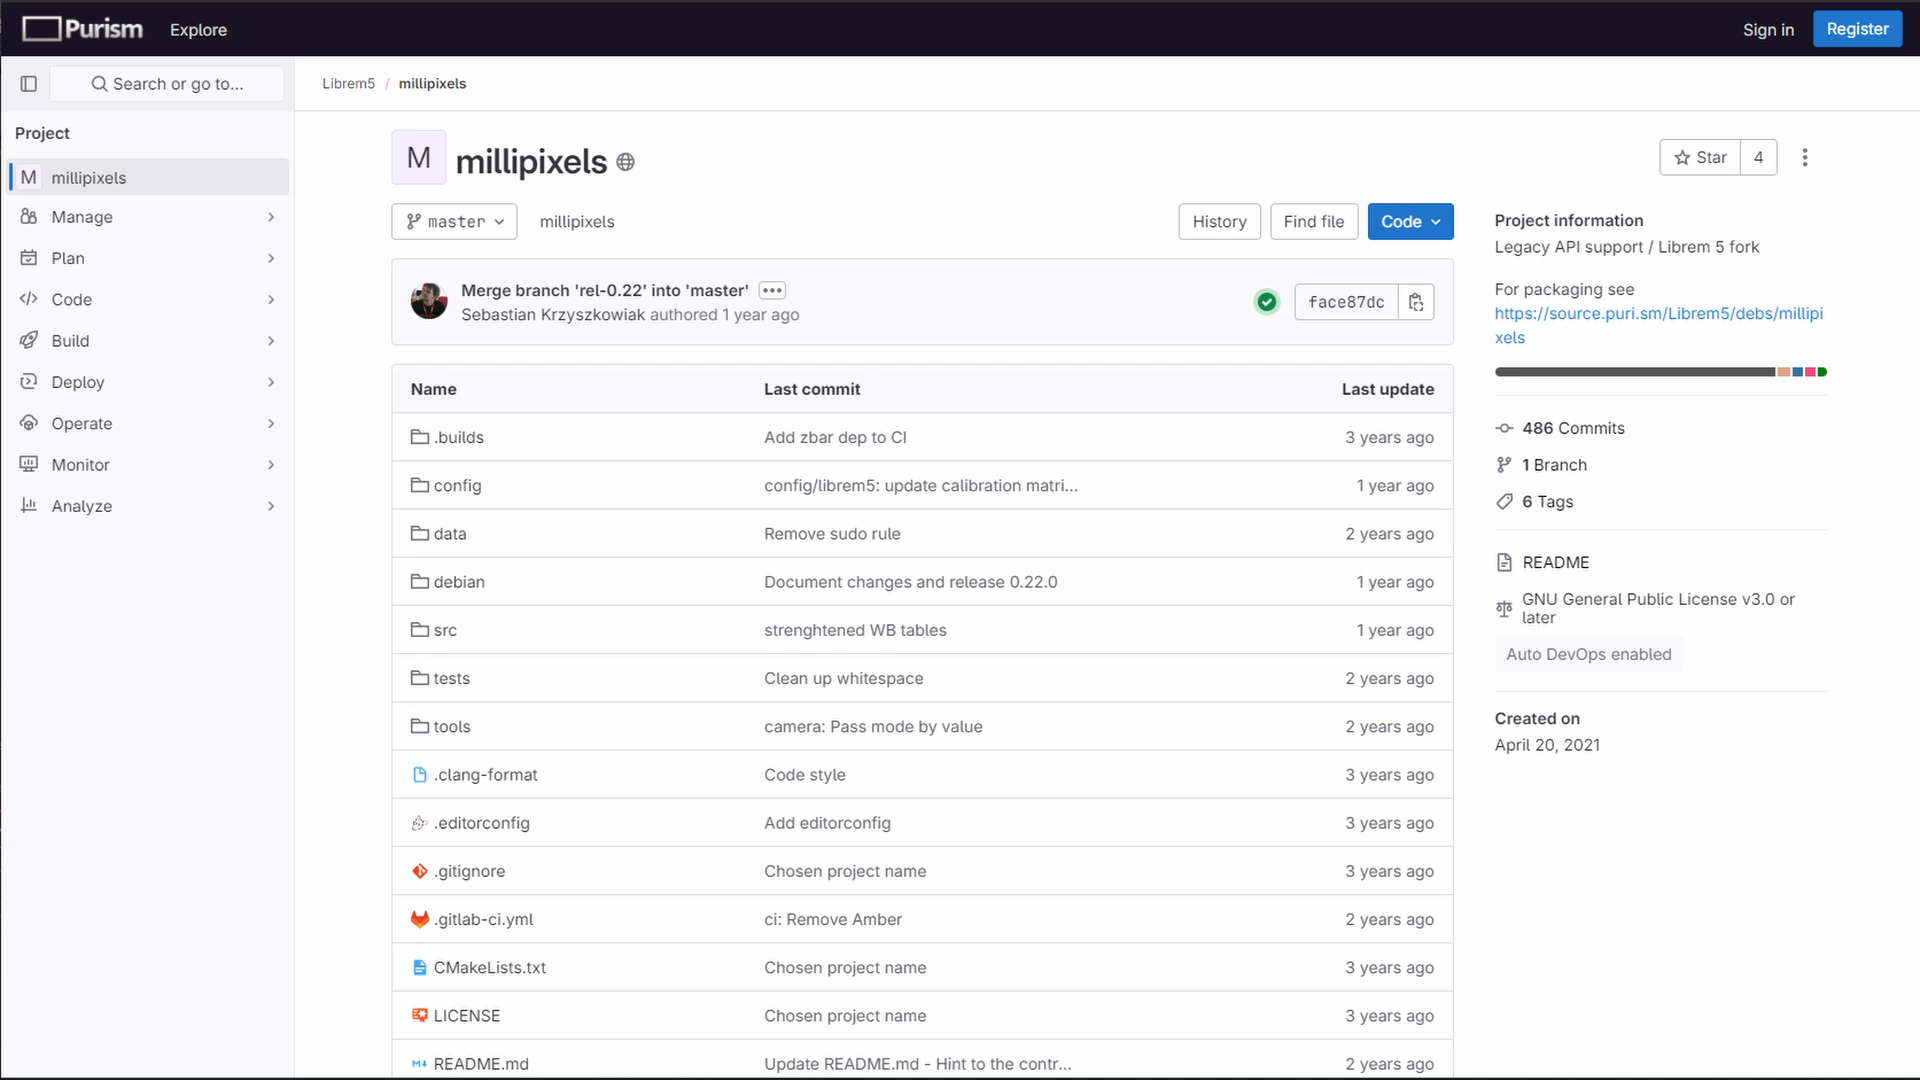 Purism Explore Sign in Register
Search or go to...
Librem5 / millipixels
Project
M millipixels
Manage
Plan
Code
Build
Deploy
Operate
Monitor
Analyze
M millipixels
Star 4
master millipixels History Find file Code
Merge branch 'rel-0.22' into 'master'
Sebastian Krzyszkowiak authored 1 year ago
face87dc
Name Last commit Last update
.builds Add zbar dep to CI 3 years ago
config config/librem5: update calibration matri... 1 year ago
data Remove sudo rule 2 years ago
debian Document changes and release 0.22.0 1 year ago
src strenghtened WB tables 1 year ago
tests Clean up whitespace 2 years ago
tools camera: Pass mode by value 2 years ago
.clang-format Code style 3 years ago
.editorconfig Add editorconfig 3 years ago
.gitignore Chosen project name 3 years ago
.gitlab-ci.yml ci: Remove Amber 2 years ago
CMakeLists.txt Chosen project name 3 years ago
LICENSE Chosen project name 3 years ago
README.md Update README.md - Hint to the contr... 2 years ago
Project information
Legacy API support / Librem 5 fork
For packaging see
https://source.puri.sm/Librem5/debs/millipi
xels
486 Commits
1 Branch
6 Tags
README
GNU General Public License v3.0 or
later
Auto DevOps enabled
Created on
April 20, 2021